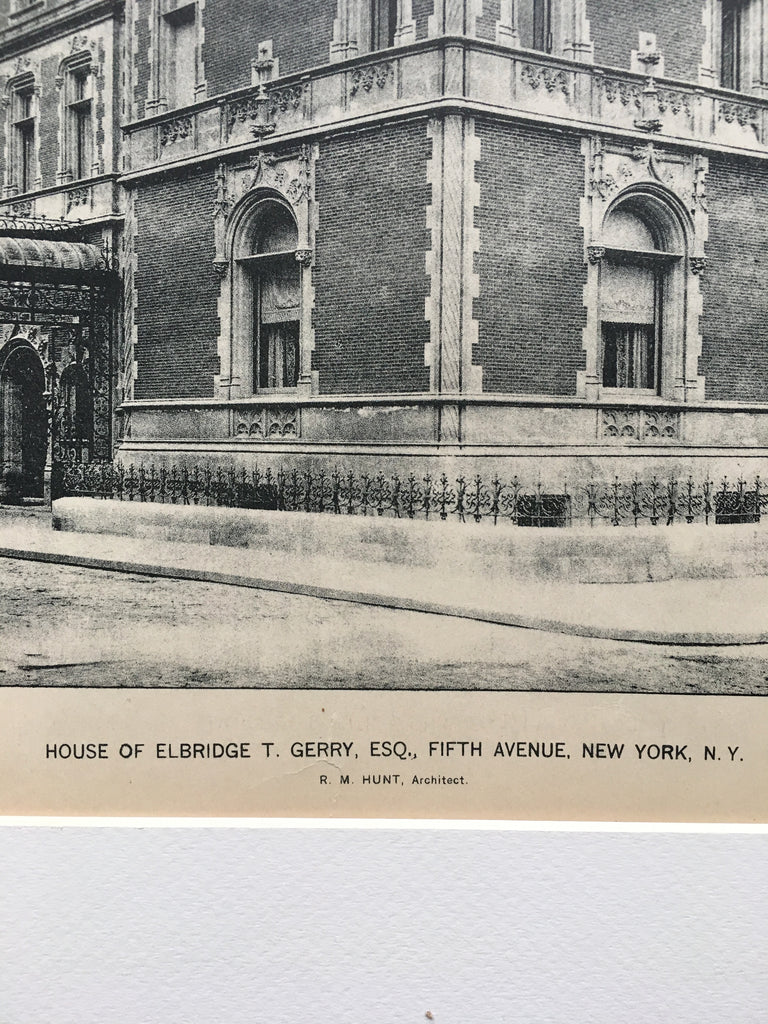 HOUSE OF ELBRIDGE T. GERRY, ESQ., FIFTH AVENUE, NEW YORK, N. Y.
R. M. HUNT, Architect.